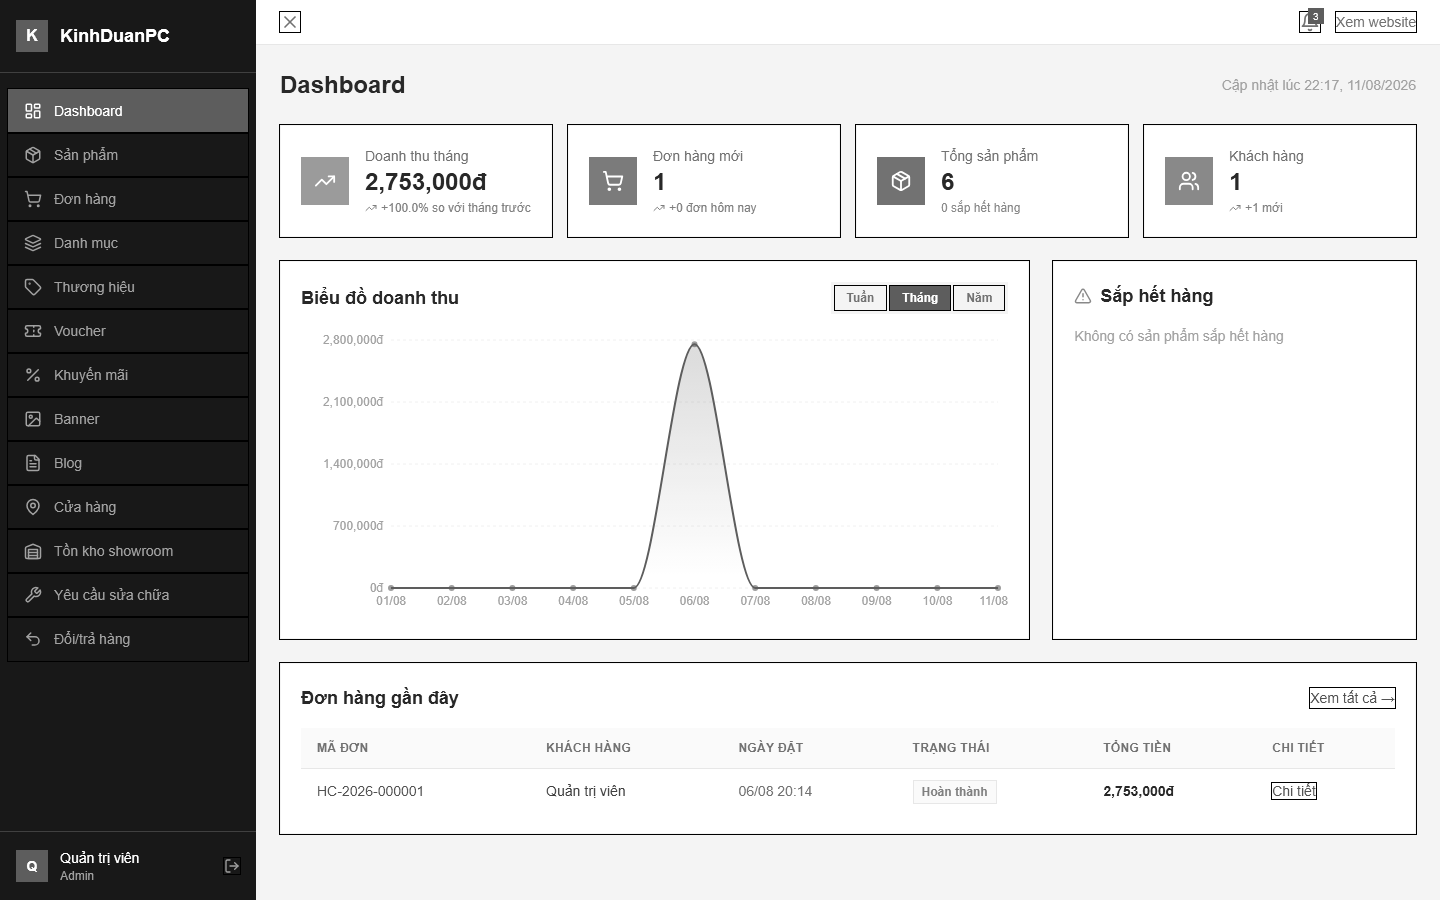 K KinhDuanPC
Dashboard
Sản phẩm
Đơn hàng
Danh mục
Thương hiệu
Voucher
Khuyến mãi
Banner
Blog
Cửa hàng
Tồn kho showroom
Yêu cầu sửa chữa
Đổi/trả hàng
Q Quản trị viên
Admin
3
Xem website
Dashboard
Cập nhật lúc 22:17, 11/08/2026
Doanh thu tháng
2,753,000đ
+100.0% so với tháng trước
Đơn hàng mới
1
+0 đơn hôm nay
Tổng sản phẩm
6
0 sắp hết hàng
Khách hàng
1
+1 mới
Biểu đồ doanh thu
Tuần Tháng Năm
2,800,000đ
2,100,000đ
1,400,000đ
700,000đ
0đ
01/08 02/08 03/08 04/08 05/08 06/08 07/08 08/08 09/08 10/08 11/08
Sắp hết hàng
Không có sản phẩm sắp hết hàng
Đơn hàng gần đây
Xem tất cả →
MÃ ĐƠN KHÁCH HÀNG NGÀY ĐẶT TRẠNG THÁI TỔNG TIỀN CHI TIẾT
HC-2026-000001 Quản trị viên 06/08 20:14 Hoàn thành 2,753,000đ Chi tiết